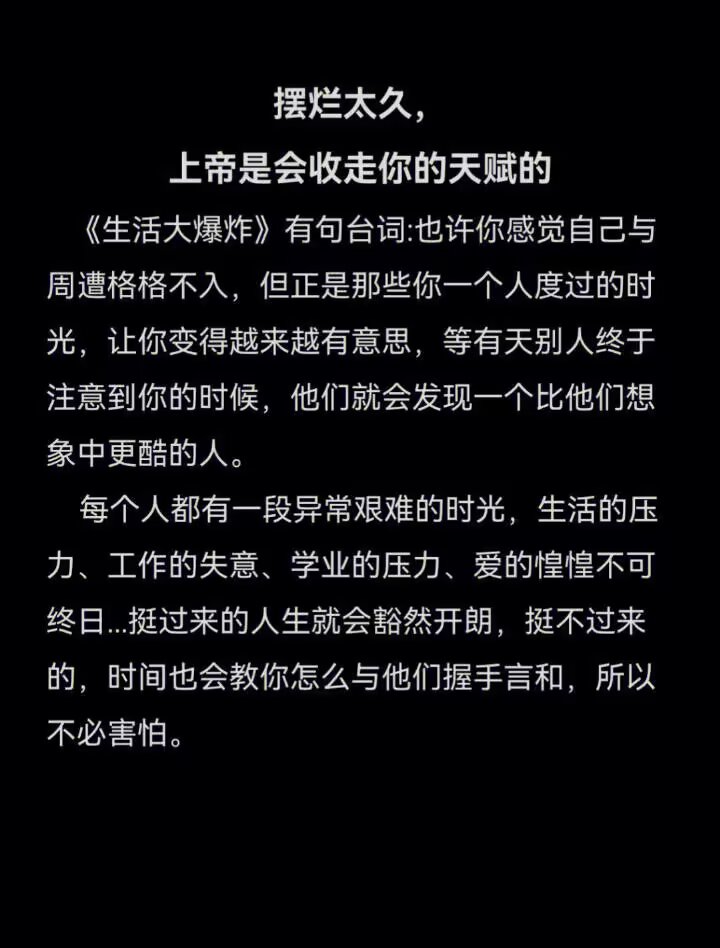 摆烂太久，
上帝是会收走你的天赋的
《生活大爆炸》有句台词:也许你感觉自己与
周遭格格不入，但正是那些你一个人度过的时
光，让你变得越来越有意思，等有天别人终于
注意到你的时候，他们就会发现一个比他们想
象中更酷的人。
每个人都有一段异常艰难的时光，生活的压
力、工作的失意、学业的压力、爱的惶惶不可
终日...挺过来的人生就会豁然开朗，挺不过来
的，时间也会教你怎么与他们握手言和，所以
不必害怕。